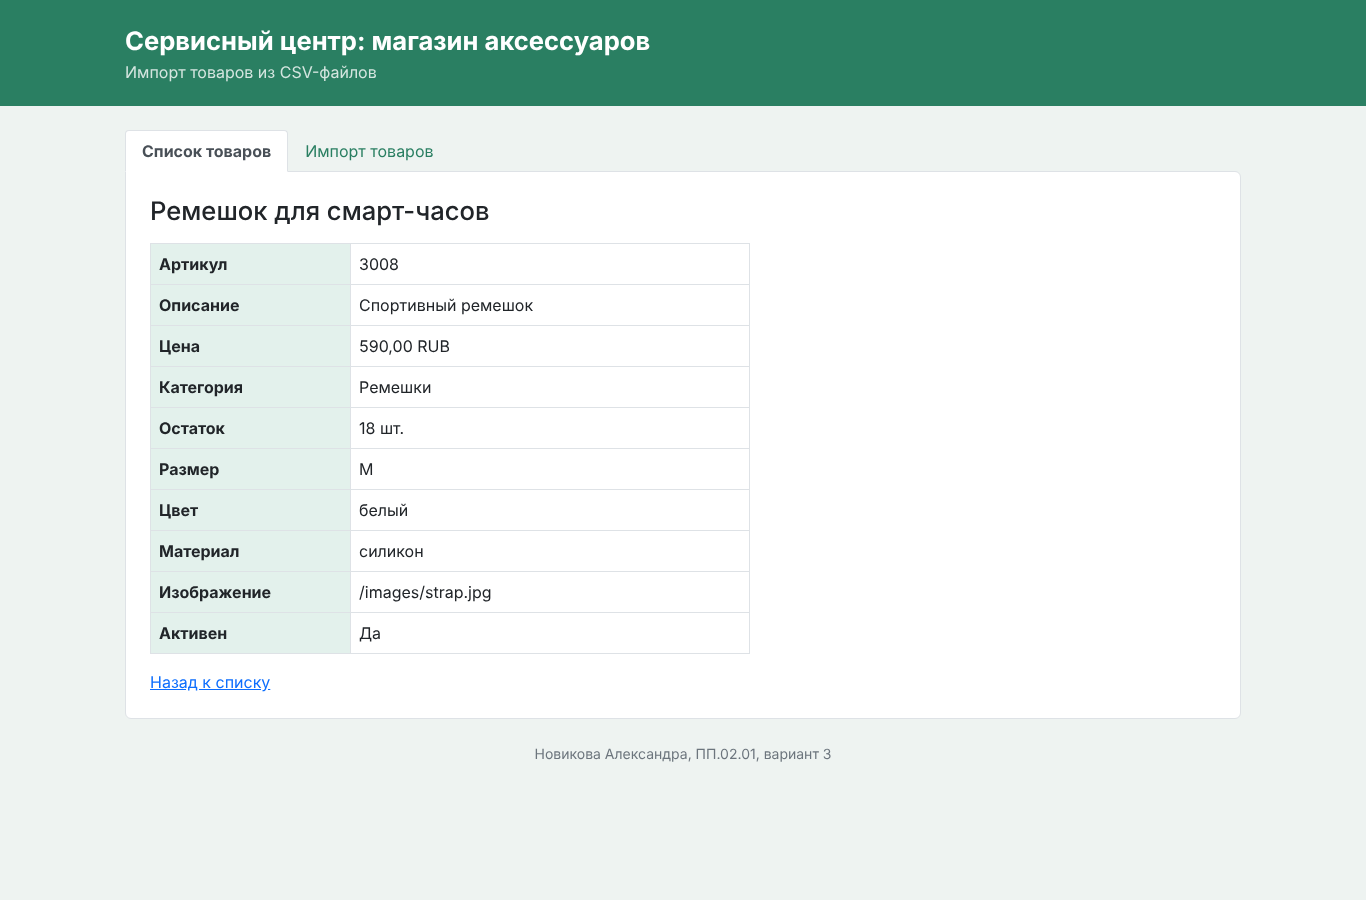 Сервисный центр: магазин аксессуаров
Импорт товаров из CSV-файлов
Список товаров Импорт товаров
Ремешок для смарт-часов
Артикул 3008
Описание Спортивный ремешок
Цена 590,00 RUB
Категория Ремешки
Остаток 18 шт.
Размер M
Цвет белый
Материал силикон
Изображение /images/strap.jpg
Активен Да
Назад к списку
Новикова Александра, ПП.02.01, вариант 3